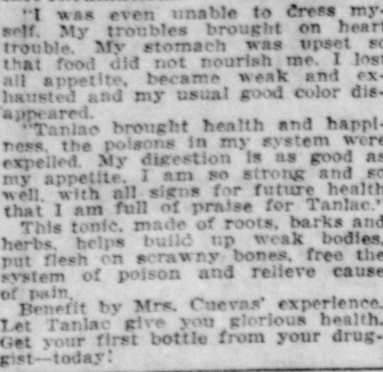 "I was even unable to dress my-
self. My troubles brought on heart
trouble. My stomach was upset so
that food did not nourish me. I lost
all appetite, became weak and ex-
hausted and my usual good color dis-
appeared.
"Tanlac brought health and happi-
ness, the poisons in my system were
expelled. My digestion is as good as
my appetite. I am so strong and so
well, with all signs for future health
that I am full of praise for Tanlac."
This tonic, made of roots, barks and
herbs, helps build up weak bodies,
put flesh on scrawny bones, free the
system of poison and relieve cause
of pain.
Benefit by Mrs. Cuevas' experience.
Let Tanlac give you glorious health.
Get your first bottle from your drug-
gist—today!